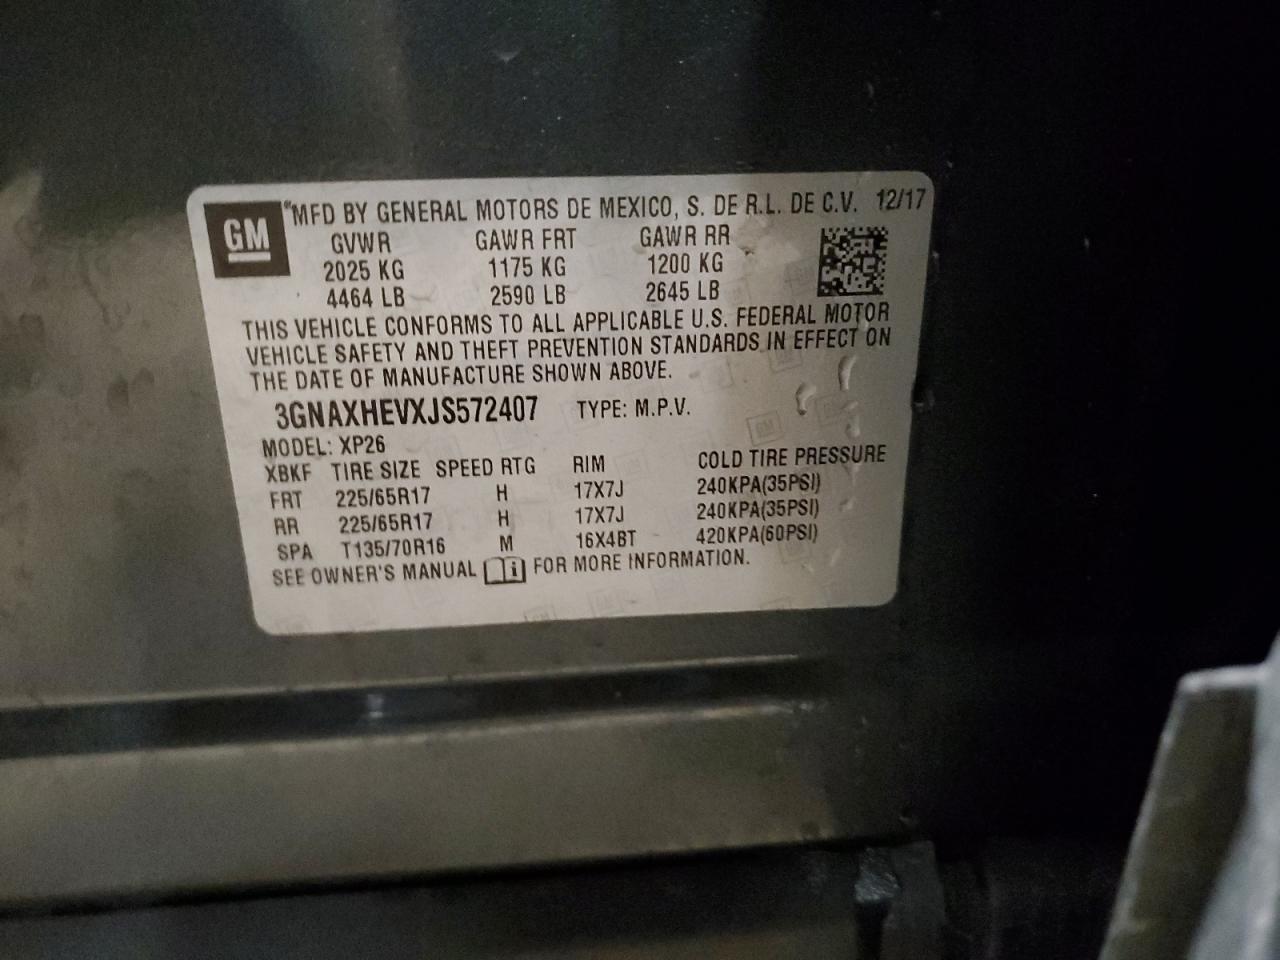 GM
MFD BY GENERAL MOTORS DE MEXICO, S. DE R.L. DE C.V. 12/17
GVWR GAWR FRT GAWR RR
2025 KG 1175 KG 1200 KG
4464 LB 2590 LB 2645 LB
THIS VEHICLE CONFORMS TO ALL APPLICABLE U.S. FEDERAL MOTOR
VEHICLE SAFETY AND THEFT PREVENTION STANDARDS IN EFFECT ON
THE DATE OF MANUFACTURE SHOWN ABOVE.
3GNAXHEVXJS572407 TYPE: M.P.V.
MODEL: XP26
XBKF TIRE SIZE SPEED RTG RIM COLD TIRE PRESSURE
FRT 225/65R17 H 17X7J 240KPA(35PSI)
RR 225/65R17 H 17X7J 240KPA(35PSI)
SPA T135/70R16 M 16X4BT 420KPA(60PSI)
SEE OWNER'S MANUAL i FOR MORE INFORMATION.